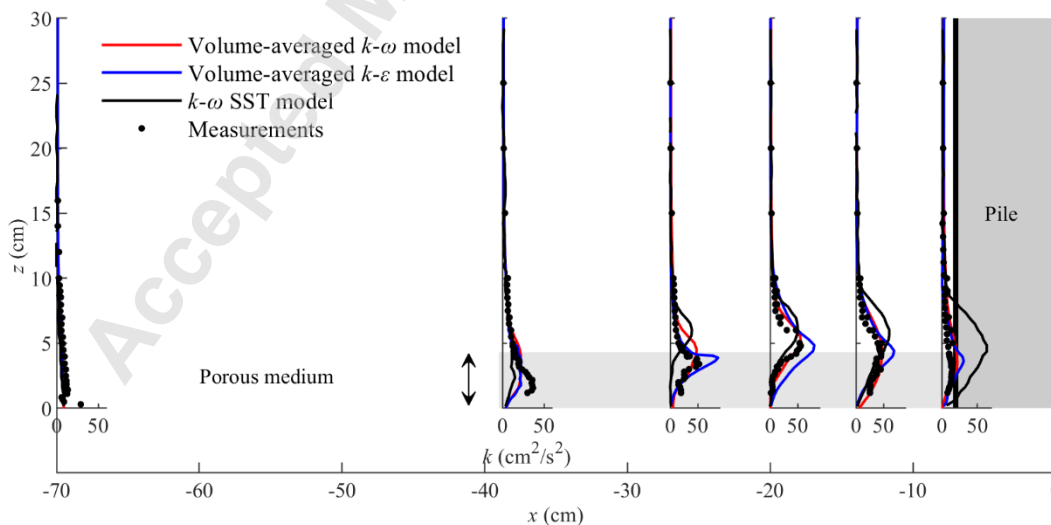 30
25
20
15
10
5
0
z (cm)
Volume-averaged k-ω model
Volume-averaged k-ε model
k-ω SST model
Measurements
Accepted M
Pile
Porous medium
0 50 0 50 0 50 0 50 0 50 0 50
k (cm²/s²)
-70 -60 -50 -40 -30 -20 -10
x (cm)